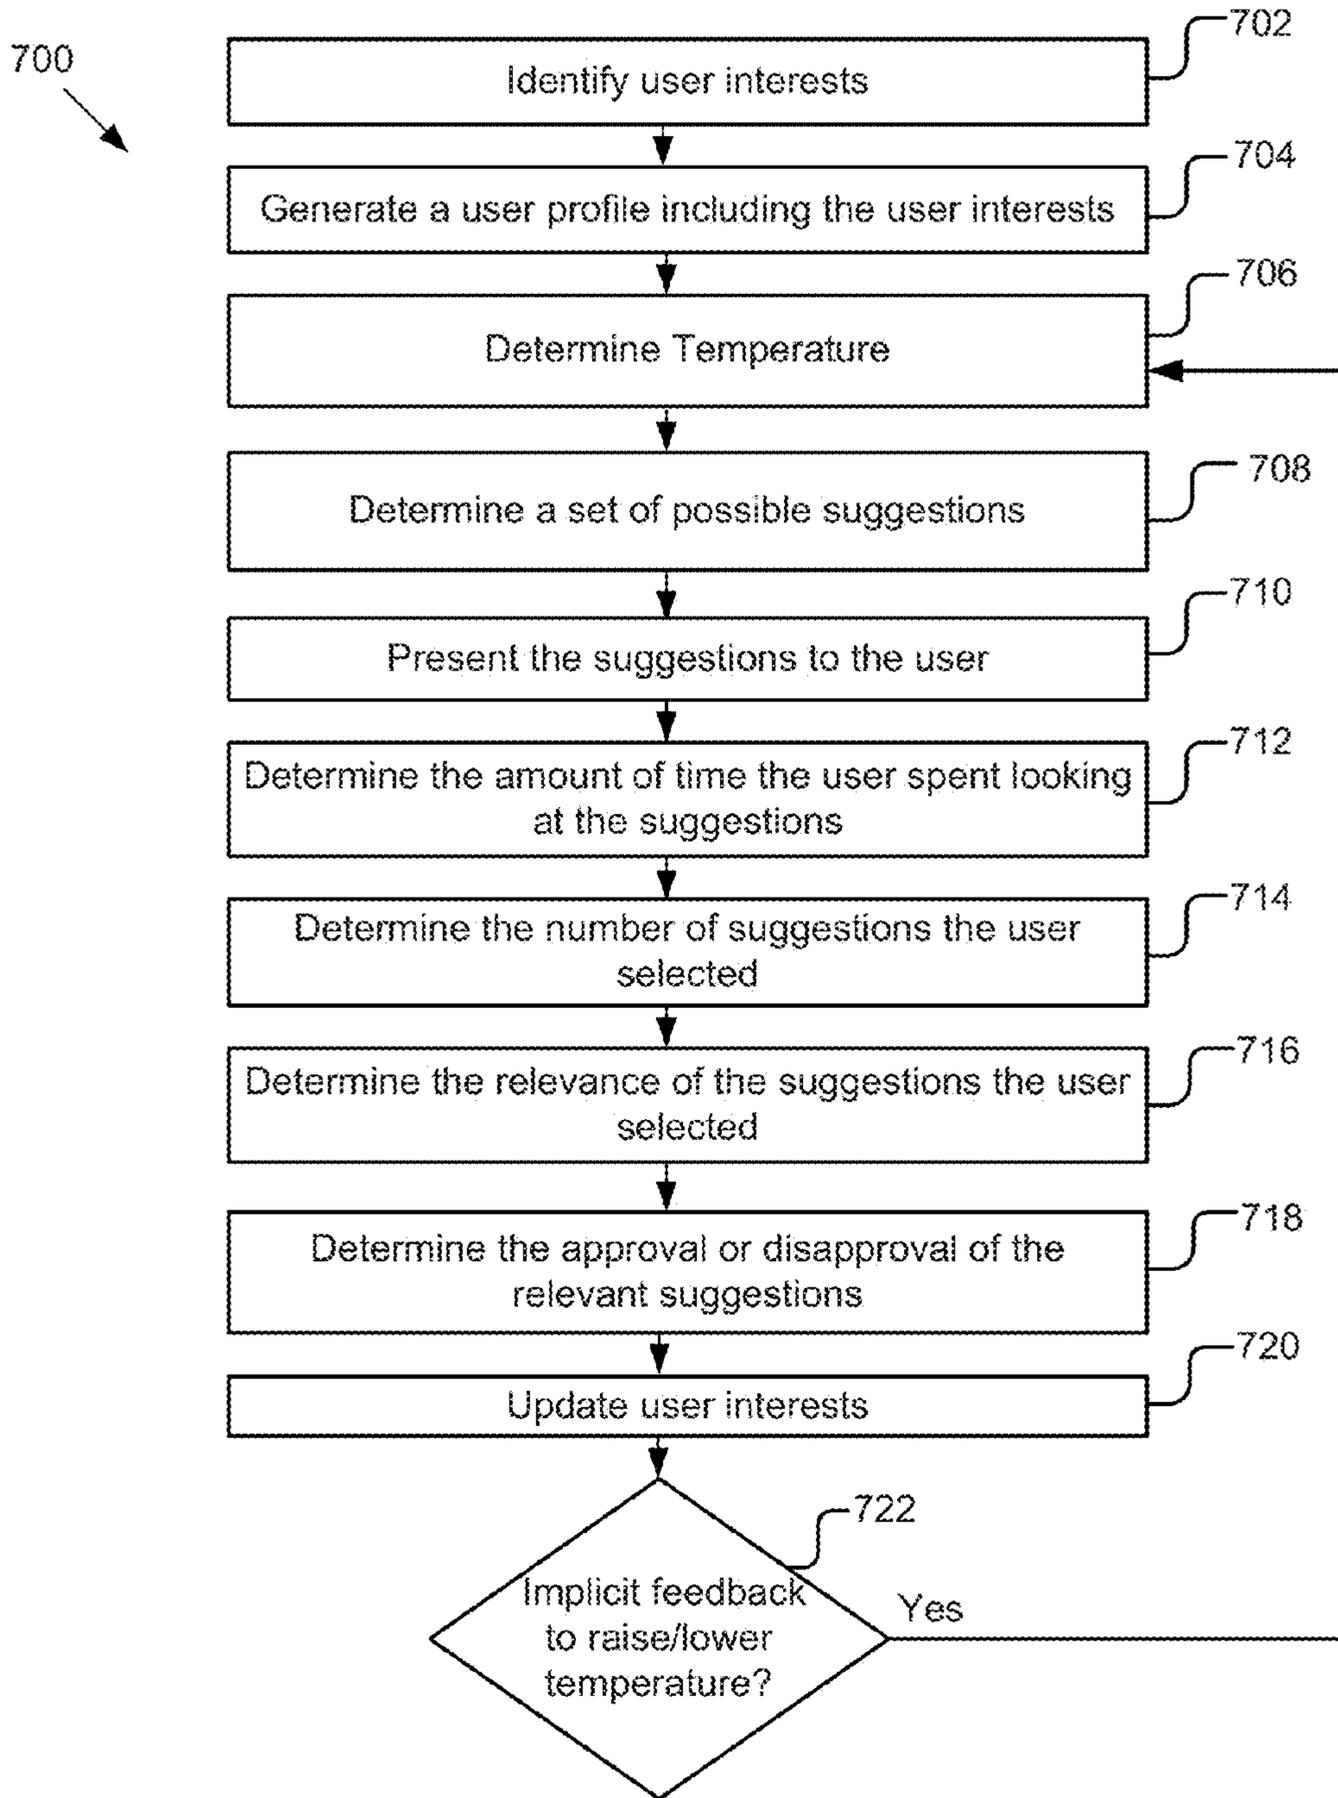 700
702
Identify user interests
704
Generate a user profile including the user interests
706
Determine Temperature
708
Determine a set of possible suggestions
710
Present the suggestions to the user
712
Determine the amount of time the user spent looking
at the suggestions
714
Determine the number of suggestions the user
selected
716
Determine the relevance of the suggestions the user
selected
718
Determine the approval or disapproval of the
relevant suggestions
720
Update user interests
722
Implicit feedback
to raise/lower
temperature?
Yes